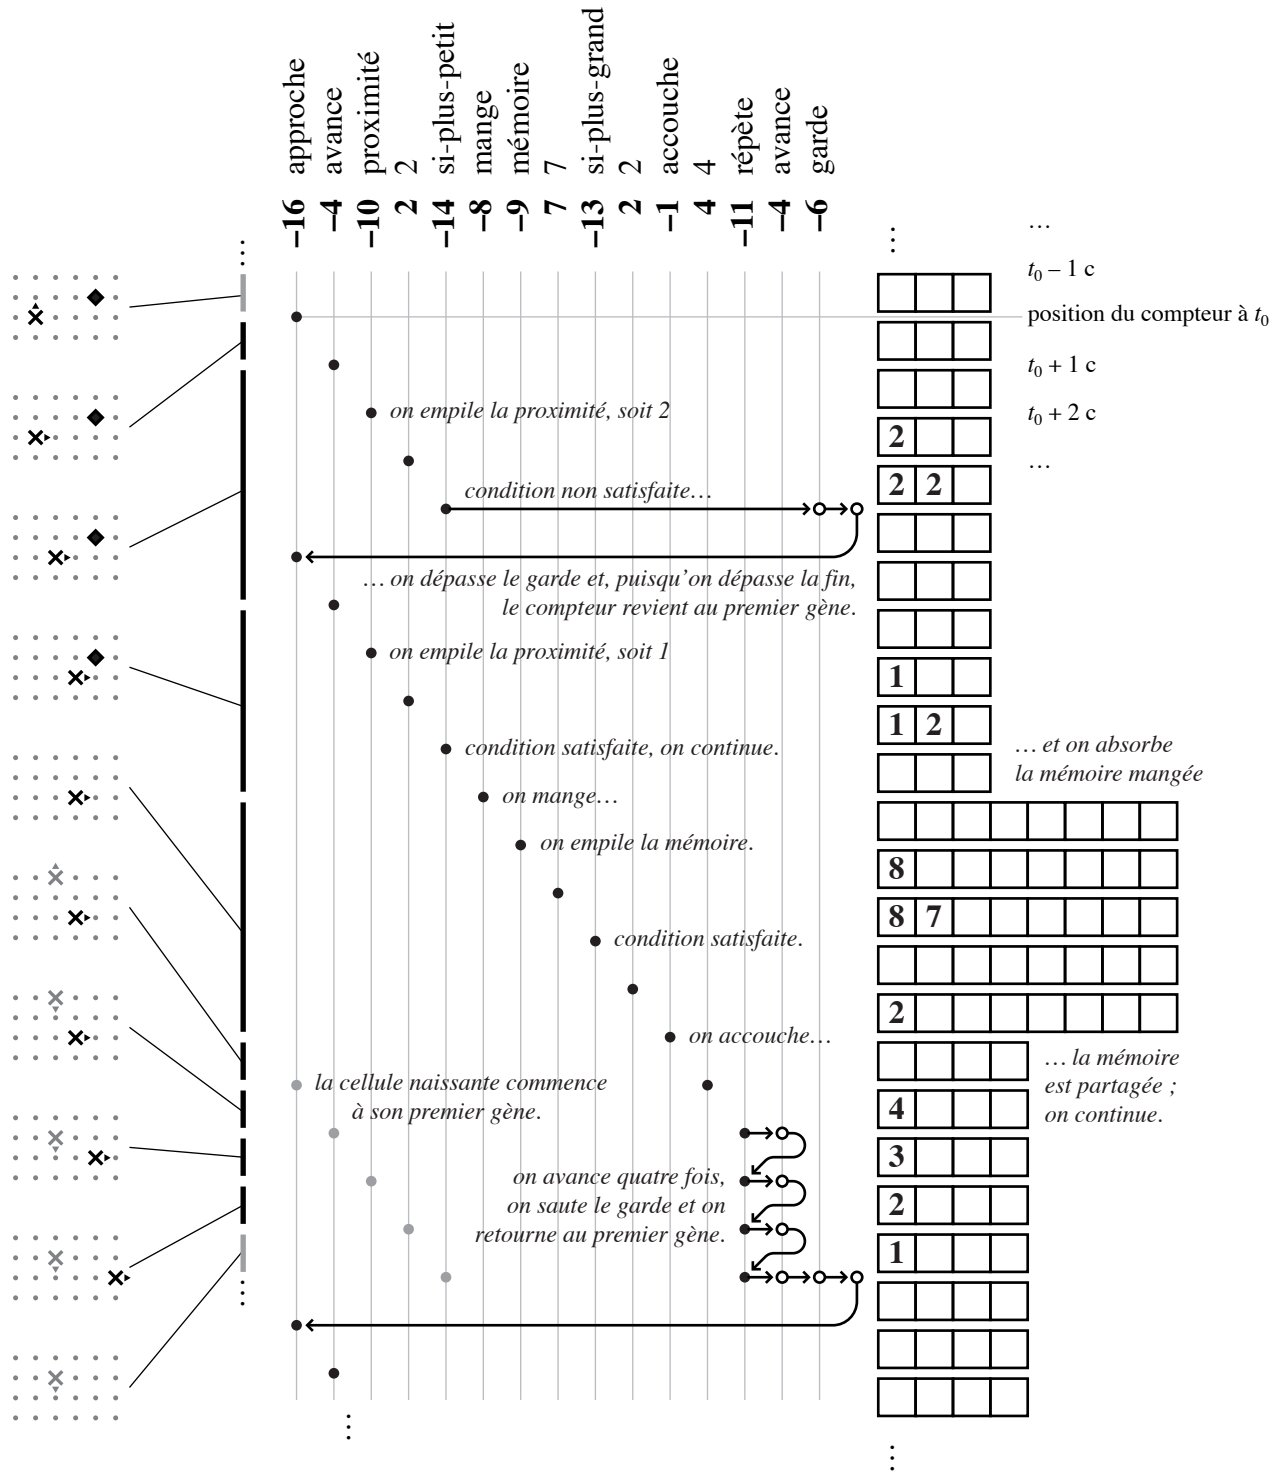 approche
avance
proximité
2
si-plus-petit
mange
mémoire
7
si-plus-grand
2
accouche
4
répète
avance
garde
–16
–4
–10
2
–14
–8
–9
7
–13
2
–1
4
–11
–4
–6
…
t0 – 1 c
position du compteur à t0
t0 + 1 c
on empile la proximité, soit 2
t0 + 2 c
2
…
condition non satisfaite…
2 2
… on dépasse le garde et, puisqu’on dépasse la fin,
le compteur revient au premier gène.
on empile la proximité, soit 1
1
1 2
condition satisfaite, on continue.
… et on absorbe
la mémoire mangée
on mange…
on empile la mémoire.
8
8 7
condition satisfaite.
2
on accouche…
… la mémoire
est partagée ;
on continue.
la cellule naissante commence
à son premier gène.
4
3
on avance quatre fois,
on saute le garde et on
retourne au premier gène.
2
1